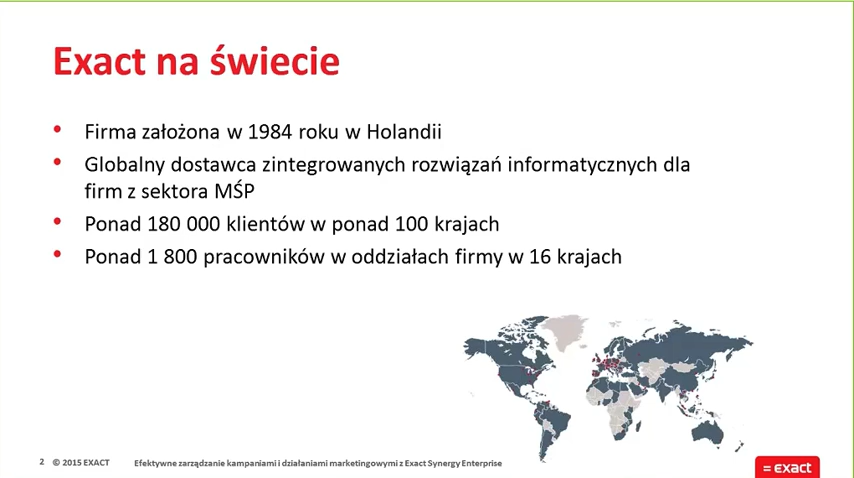 Exact na świecie
• Firma założona w 1984 roku w Holandii
• Globalny dostawca zintegrowanych rozwiązań informatycznych dla
firm z sektora MŚP
• Ponad 180 000 klientów w ponad 100 krajach
• Ponad 1 800 pracowników w oddziałach firmy w 16 krajach
2 © 2015 EXACT Efektywne zarządzanie kampaniami i działaniami marketingowymi z Exact Synergy Enterprise
= exact